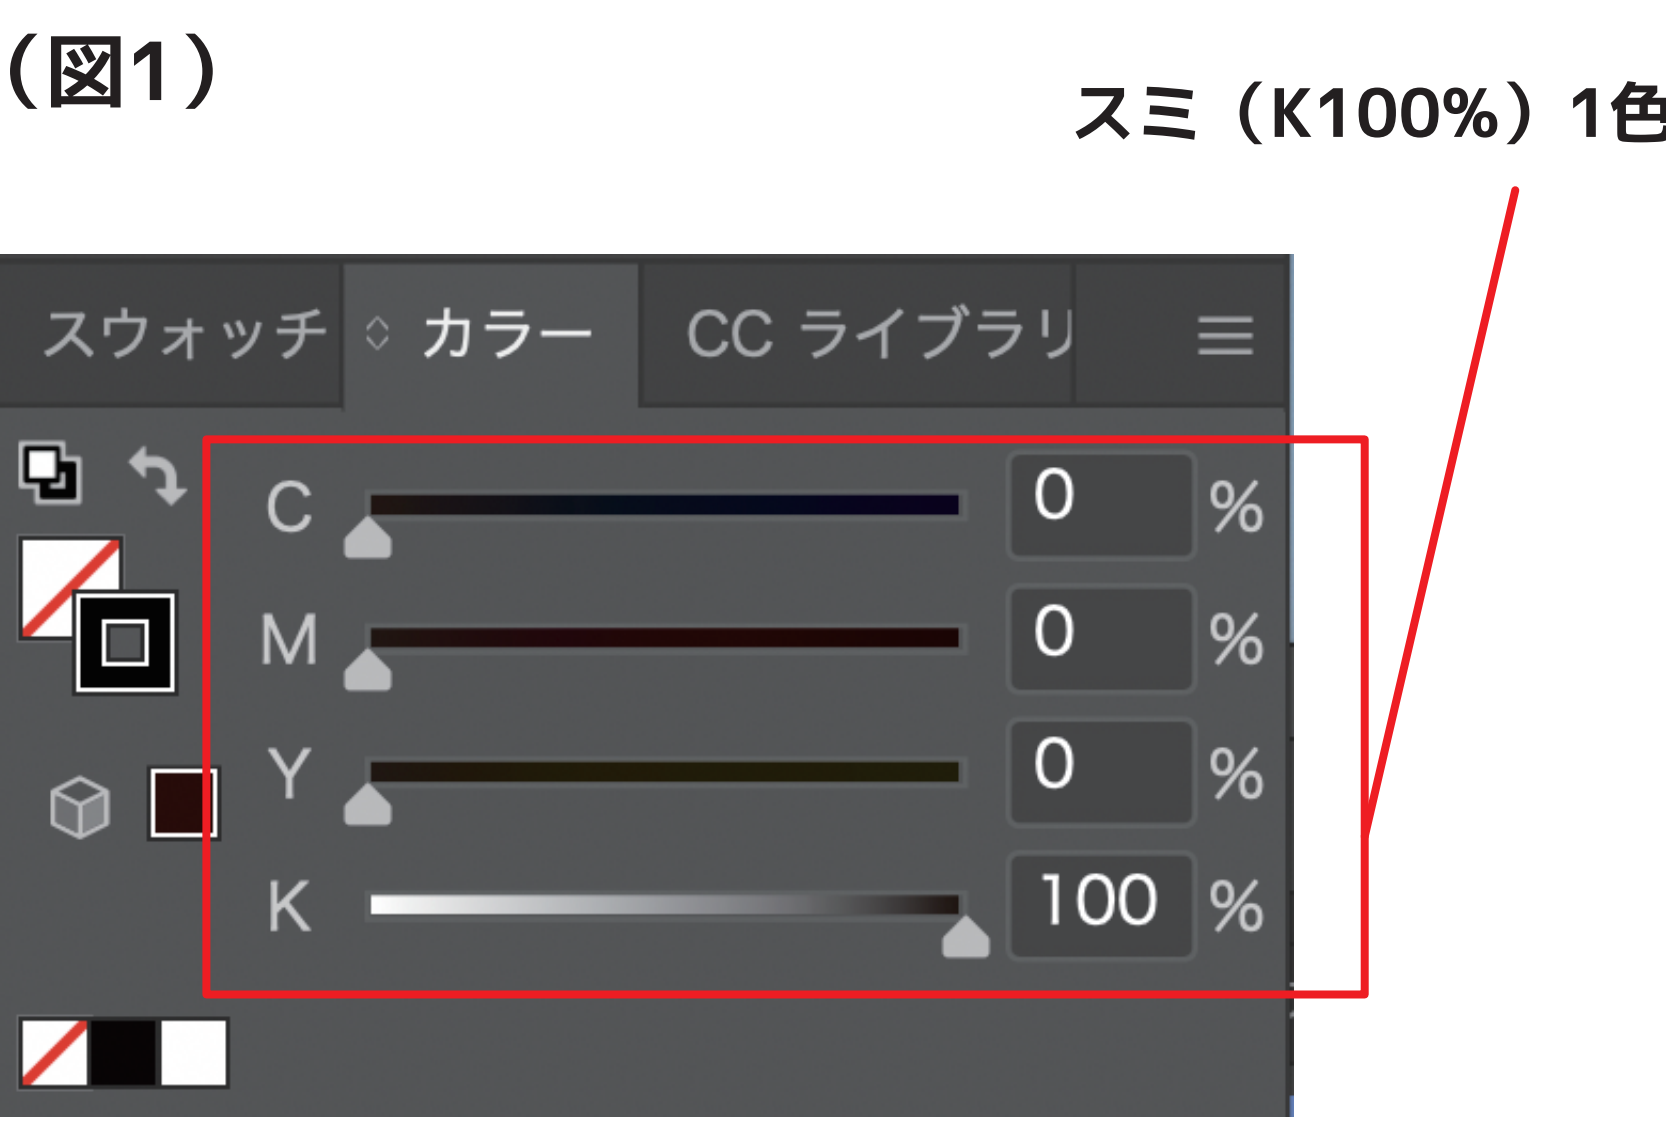 （図1）
スミ（K100%）1色
スウォッチ カラー CC ライブラリ
C 0 %
M 0 %
Y 0 %
K 100 %